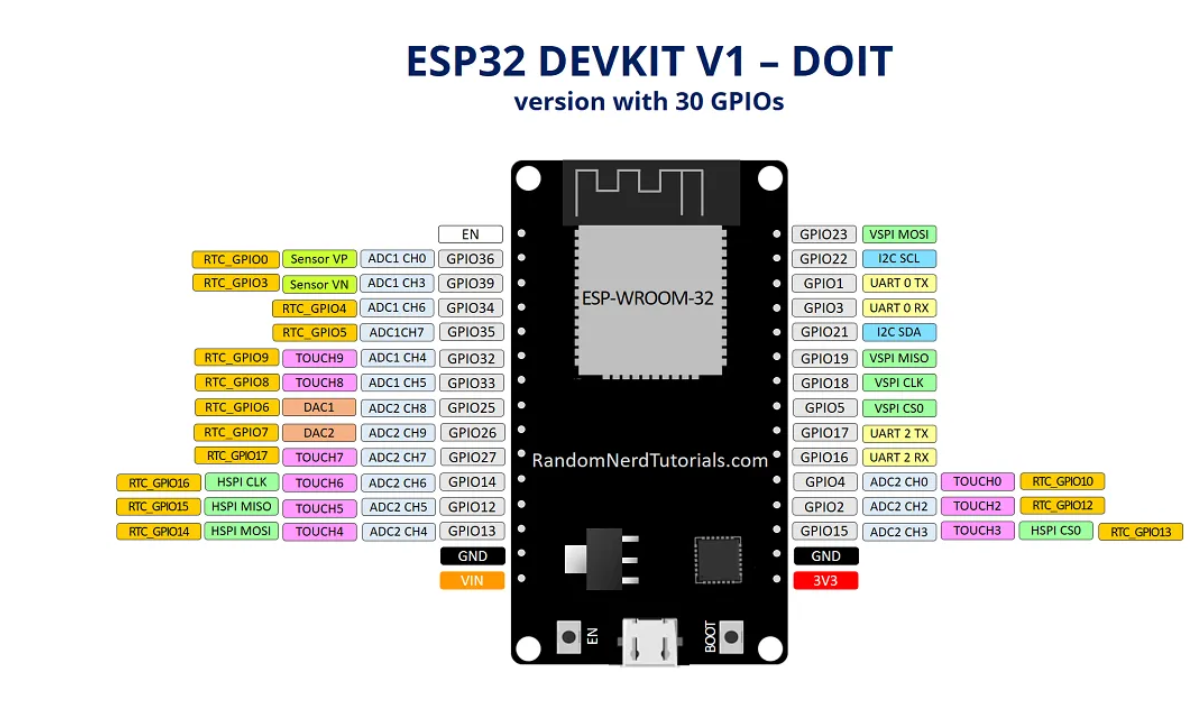 ESP32 DEVKIT V1 – DOIT
version with 30 GPIOs
EN
GPIO23 VSPI MOSI
RTC_GPIO0 Sensor VP ADC1 CH0 GPIO36
GPIO22 I2C SCL
RTC_GPIO3 Sensor VN ADC1 CH3 GPIO39
GPIO1 UART 0 TX
RTC_GPIO4 ADC1 CH6 GPIO34
GPIO3 UART 0 RX
RTC_GPIO5 ADC1CH7 GPIO35
GPIO21 I2C SDA
RTC_GPIO9 TOUCH9 ADC1 CH4 GPIO32
GPIO19 VSPI MISO
RTC_GPIO8 TOUCH8 ADC1 CH5 GPIO33
GPIO18 VSPI CLK
RTC_GPIO6 DAC1 ADC2 CH8 GPIO25
GPIO5 VSPI CS0
RTC_GPIO7 DAC2 ADC2 CH9 GPIO26
GPIO17 UART 2 TX
RTC_GPIO17 TOUCH7 ADC2 CH7 GPIO27
GPIO16 UART 2 RX
RTC_GPIO16 HSPI CLK TOUCH6 ADC2 CH6 GPIO14
GPIO4 ADC2 CH0 TOUCH0 RTC_GPIO10
RTC_GPIO15 HSPI MISO TOUCH5 ADC2 CH5 GPIO12
GPIO2 ADC2 CH2 TOUCH2 RTC_GPIO12
RTC_GPIO14 HSPI MOSI TOUCH4 ADC2 CH4 GPIO13
GPIO15 ADC2 CH3 TOUCH3 HSPI CS0 RTC_GPIO13
GND
GND
VIN
3V3
ESP-WROOM-32
RandomNerdTutorials.com
EN
BOOT